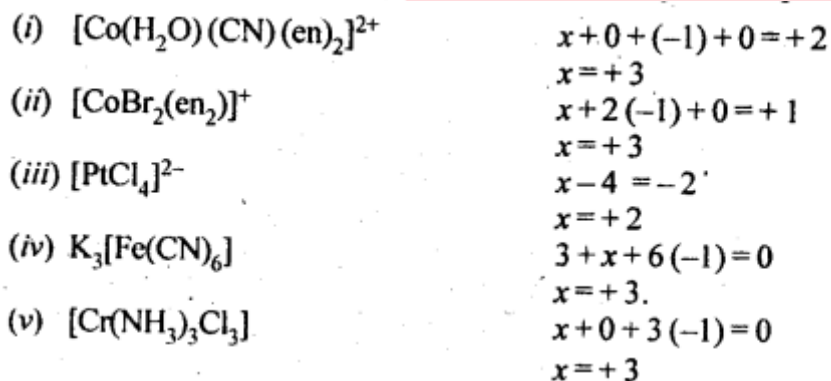 (i) [Co(H₂O)(CN)(en)₂]²⁺ x+0+(–1)+0=+2
x=+3
(ii) [CoBr₂(en₂)]⁺ x+2(–1)+0=+1
x=+3
(iii) [PtCl₄]²⁻ x–4 =–2
x=+2
(iv) K₃[Fe(CN)₆] 3+x+6(–1)=0
x=+3.
(v) [Cr(NH₃)₃Cl₃] x+0+3(–1)=0
x=+3